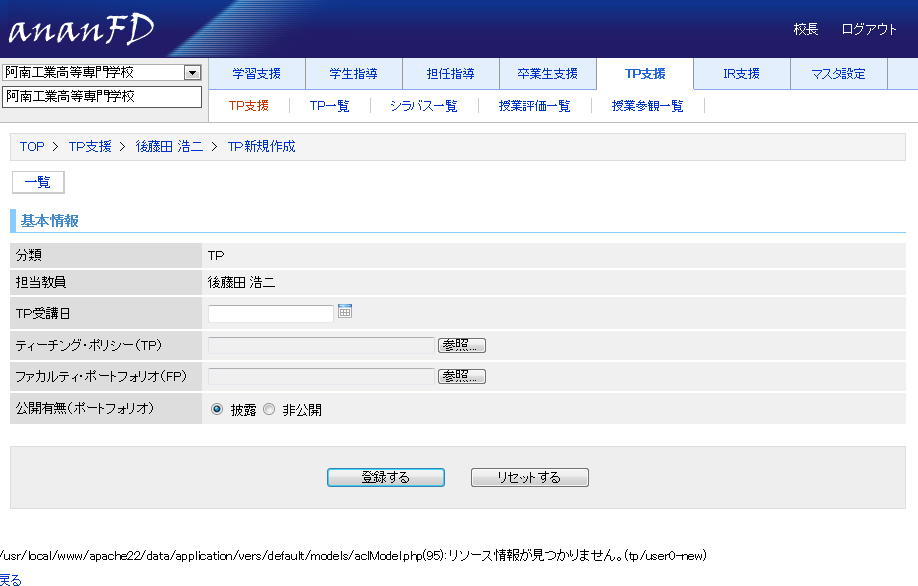 ananFD
校長 ログアウト
阿南工業高等専門学校
学習支援 学生指導 担任指導 卒業生支援 TP支援 IR支援 マスタ設定
阿南工業高等専門学校
TP支援 TP一覧 シラバス一覧 授業評価一覧 授業参観一覧
TOP > TP支援 > 後藤田 浩二 > TP新規作成
一覧
基本情報
分類 TP
担当教員 後藤田 浩二
TP受講日
ティーチング・ポリシー(TP) 参照...
ファカルティ・ポートフォリオ(FP) 参照...
公開有無(ポートフォリオ) 披露 非公開
登録する リセットする
/usr/local/www/apache22/data/application/vers/default/models/aclModel.php(95):リソース情報が見つかりません。(tp/user0-new)
戻る